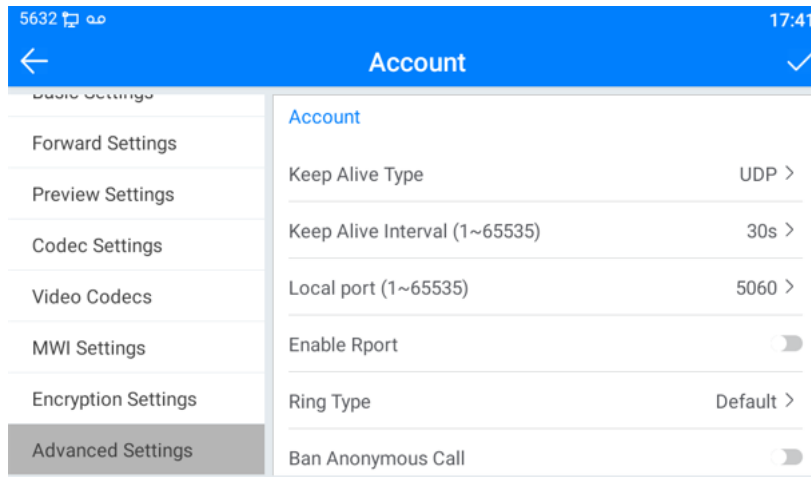 5632
17:41
Account
Basic Settings
Forward Settings
Preview Settings
Codec Settings
Video Codecs
MWI Settings
Encryption Settings
Advanced Settings
Account
Keep Alive Type UDP >
Keep Alive Interval (1~65535) 30s >
Local port (1~65535) 5060 >
Enable Rport
Ring Type Default >
Ban Anonymous Call